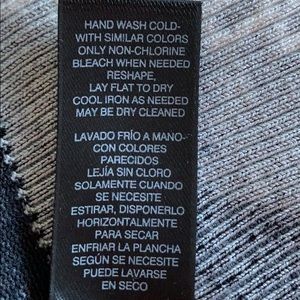 HAND WASH COLD-
WITH SIMILAR COLORS
ONLY NON-CHLORINE
BLEACH WHEN NEEDED
RESHAPE,
LAY FLAT TO DRY
COOL IRON AS NEEDED
MAY BE DRY CLEANED
LAVADO FRÍO A MANO-
CON COLORES
PARECIDOS
LEJÍA SIN CLORO
SOLAMENTE CUANDO
SE NECESITE
ESTIRAR, DISPONERLO
HORIZONTALMENTE
PARA SECAR
ENFRIAR LA PLANCHA
SEGÚN SE NECESITE
PUEDE LAVARSE
EN SECO